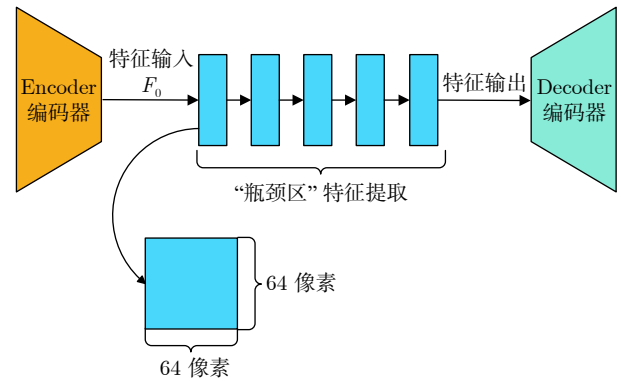 Encoder
编码器
特征输入
F₀
特征输出
Decoder
编码器
“瓶颈区” 特征提取
64 像素
64 像素